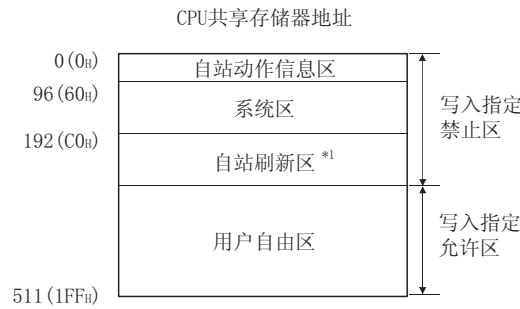 CPU共享存储器地址
0(0H)
自站动作信息区
96(60H)
系统区
写入指定
禁止区
192(C0H)
自站刷新区 *1
用户自由区
写入指定
允许区
511(1FFH)